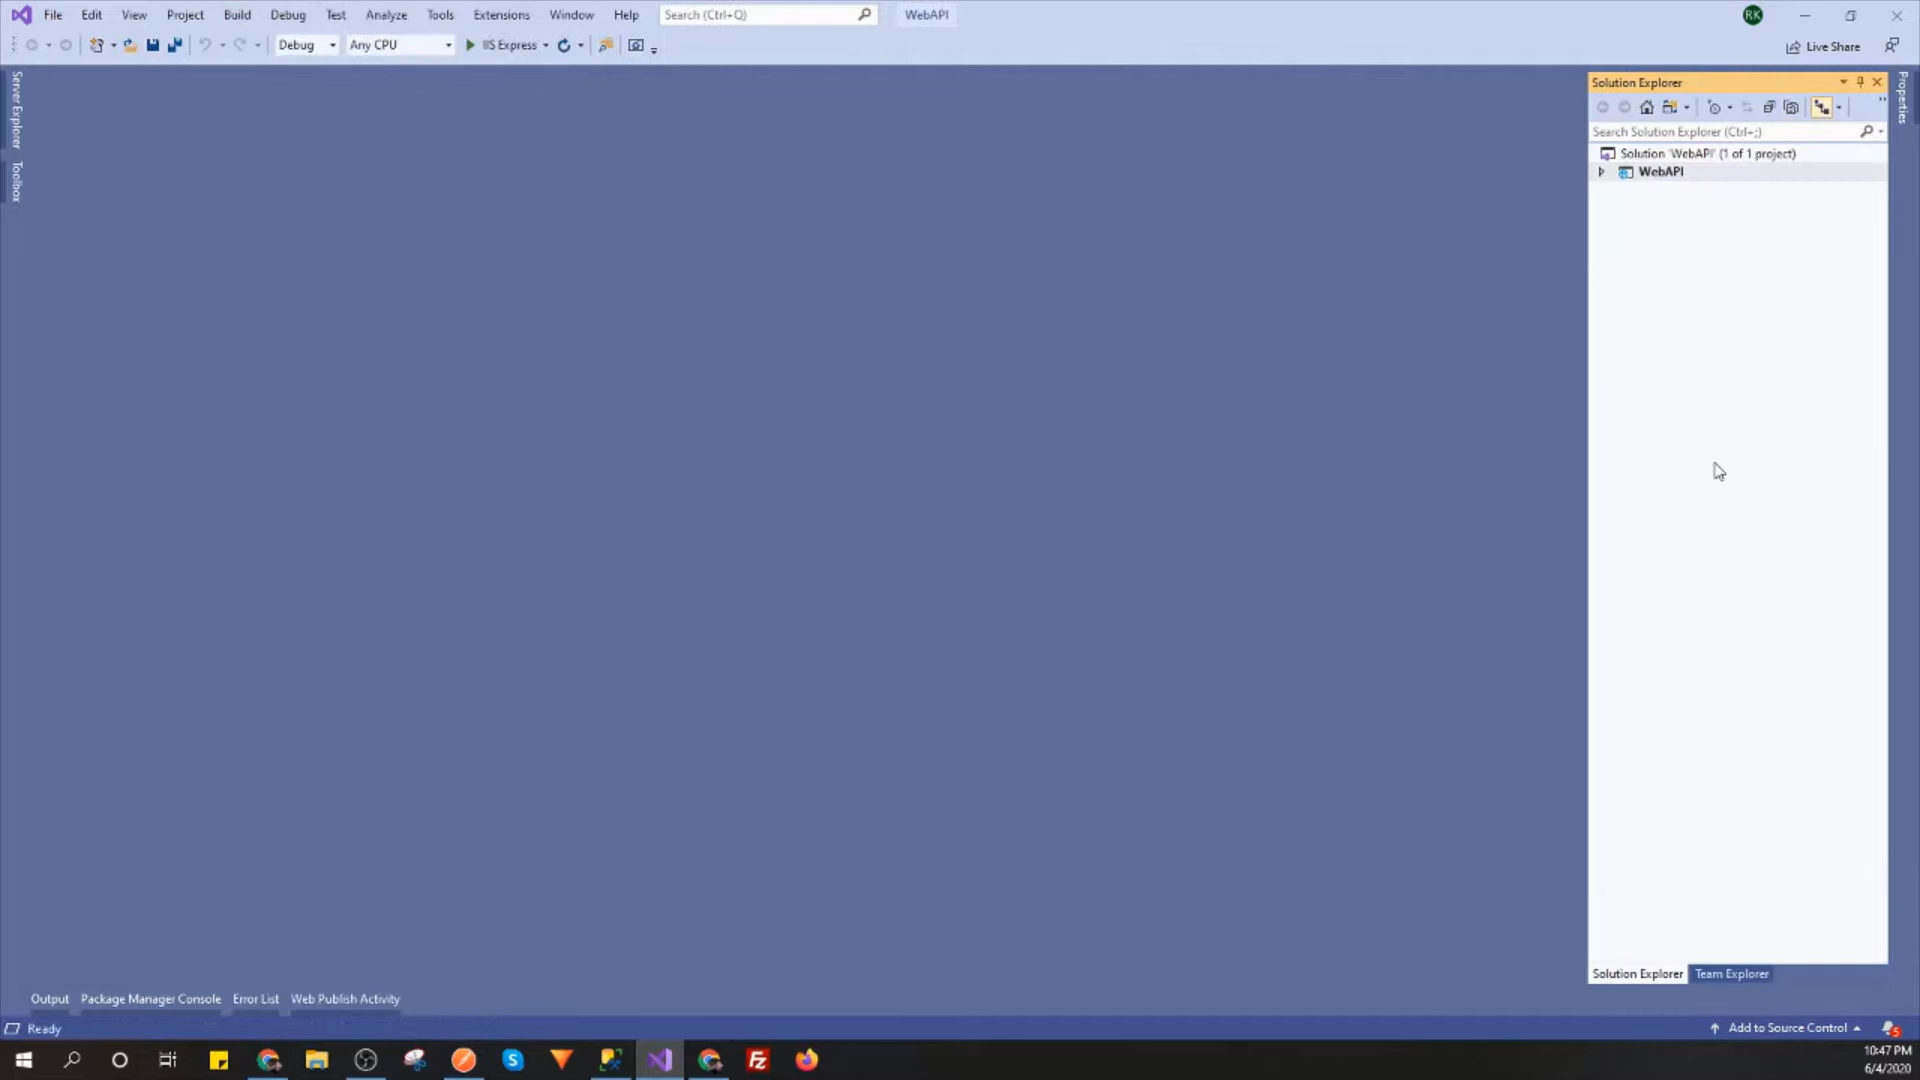 File Edit View Project Build Debug Test Analyze Tools Extensions Window Help Search (Ctrl+Q) WebAPI RK
Debug Any CPU IIS Express Live Share
Server Explorer
Toolbox
Solution Explorer
Search Solution Explorer (Ctrl+;)
Solution 'WebAPI' (1 of 1 project)
WebAPI
Properties
Solution Explorer Team Explorer
Output Package Manager Console Error List Web Publish Activity
Ready Add to Source Control 5
S Fz 10:47 PM
6/4/2020